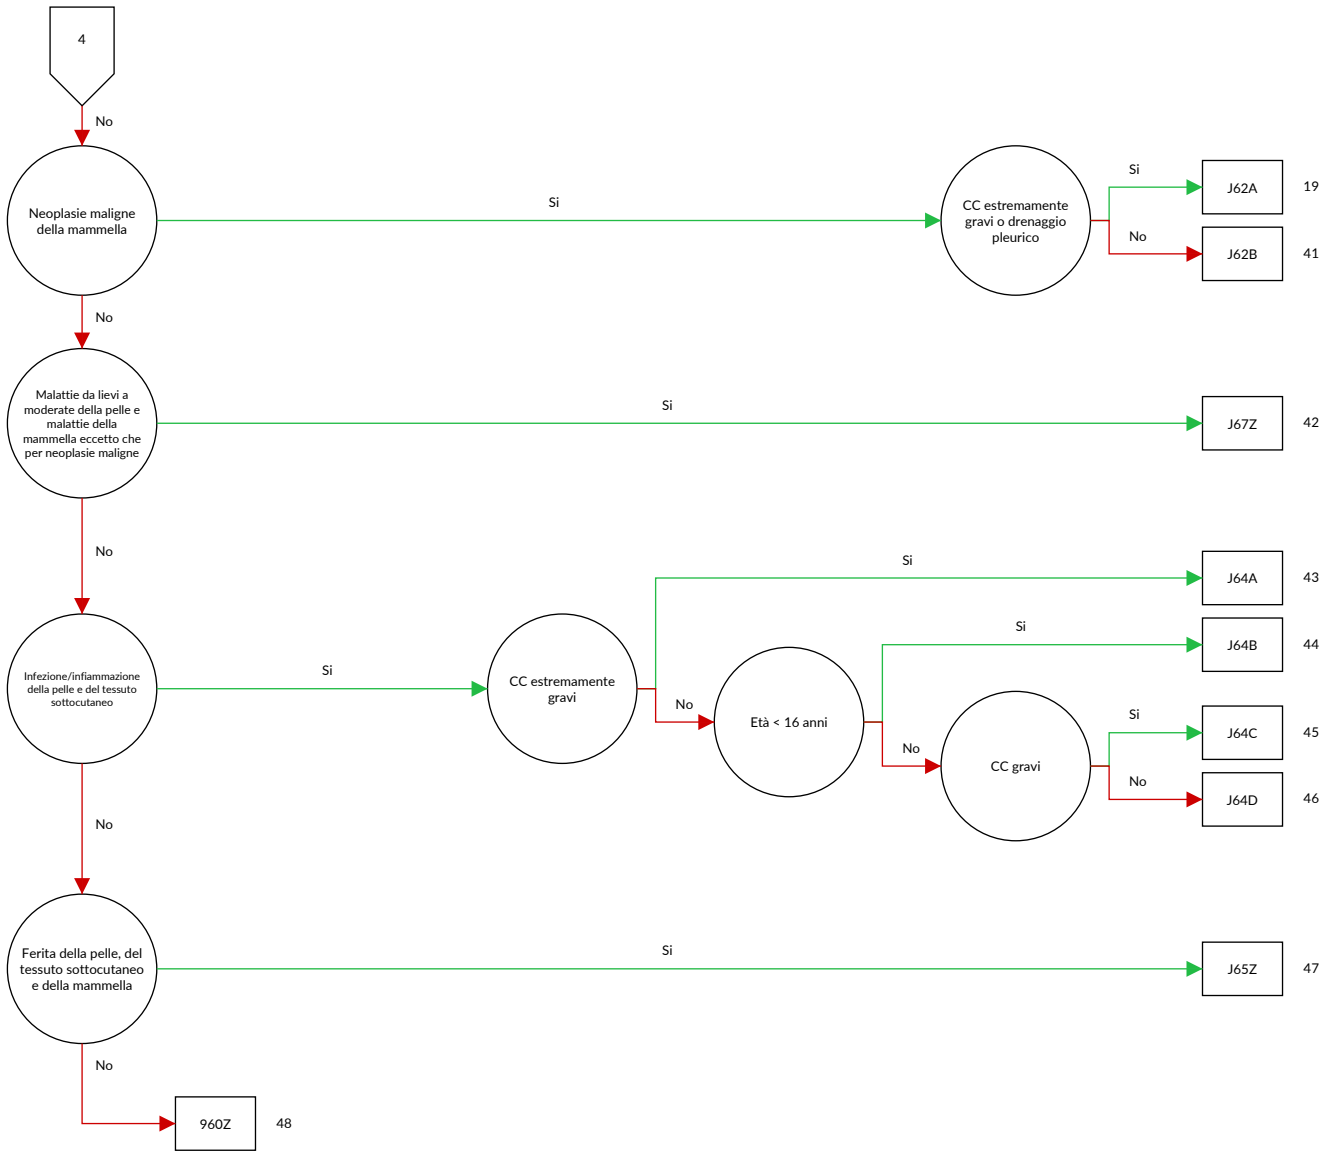 4
No
Neoplasie maligne
della mammella
Si
CC estremamente
gravi o drenaggio
pleurico
Si
J62A
19
No
J62B
41
No
Malattie da lievi a
moderate della pelle e
malattie della
mammella eccetto che
per neoplasie maligne
Si
J67Z
42
No
Infezione/infiammazione
della pelle e del tessuto
sottocutaneo
Si
CC estremamente
gravi
Si
J64A
43
No
Età < 16 anni
Si
J64B
44
No
CC gravi
Si
J64C
45
No
J64D
46
No
Ferita della pelle, del
tessuto sottocutaneo
e della mammella
Si
J65Z
47
No
960Z
48